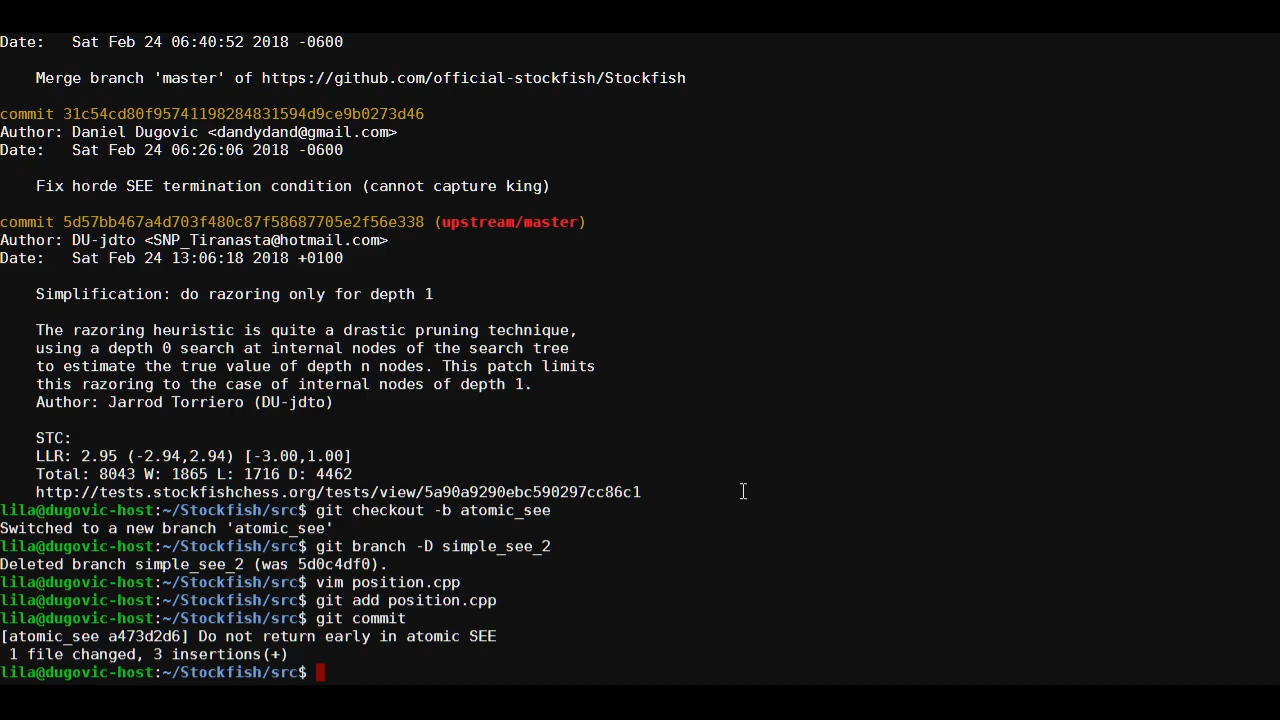 Date:   Sat Feb 24 06:40:52 2018 -0600
Merge branch 'master' of https://github.com/official-stockfish/Stockfish
commit 31c54cd80f95741198284831594d9ce9b0273d46
Author: Daniel Dugovic <dandydand@gmail.com>
Date:   Sat Feb 24 06:26:06 2018 -0600
Fix horde SEE termination condition (cannot capture king)
commit 5d57bb467a4d703f480c87f58687705e2f56e338 (upstream/master)
Author: DU-jdto <SNP_Tiranasta@hotmail.com>
Date:   Sat Feb 24 13:06:18 2018 +0100
Simplification: do razoring only for depth 1
The razoring heuristic is quite a drastic pruning technique,
using a depth 0 search at internal nodes of the search tree
to estimate the true value of depth n nodes. This patch limits
this razoring to the case of internal nodes of depth 1.
Author: Jarrod Torriero (DU-jdto)
STC:
LLR: 2.95 (-2.94,2.94) [-3.00,1.00]
Total: 8043 W: 1865 L: 1716 D: 4462
http://tests.stockfishchess.org/tests/view/5a90a9290ebc590297cc86c1
lila@dugovic-host:~/Stockfish/src$ git checkout -b atomic_see
Switched to a new branch 'atomic_see'
lila@dugovic-host:~/Stockfish/src$ git branch -D simple_see_2
Deleted branch simple_see_2 (was 5d0c4df0).
lila@dugovic-host:~/Stockfish/src$ vim position.cpp
lila@dugovic-host:~/Stockfish/src$ git add position.cpp
lila@dugovic-host:~/Stockfish/src$ git commit
[atomic_see a473d2d6] Do not return early in atomic SEE
1 file changed, 3 insertions(+)
lila@dugovic-host:~/Stockfish/src$